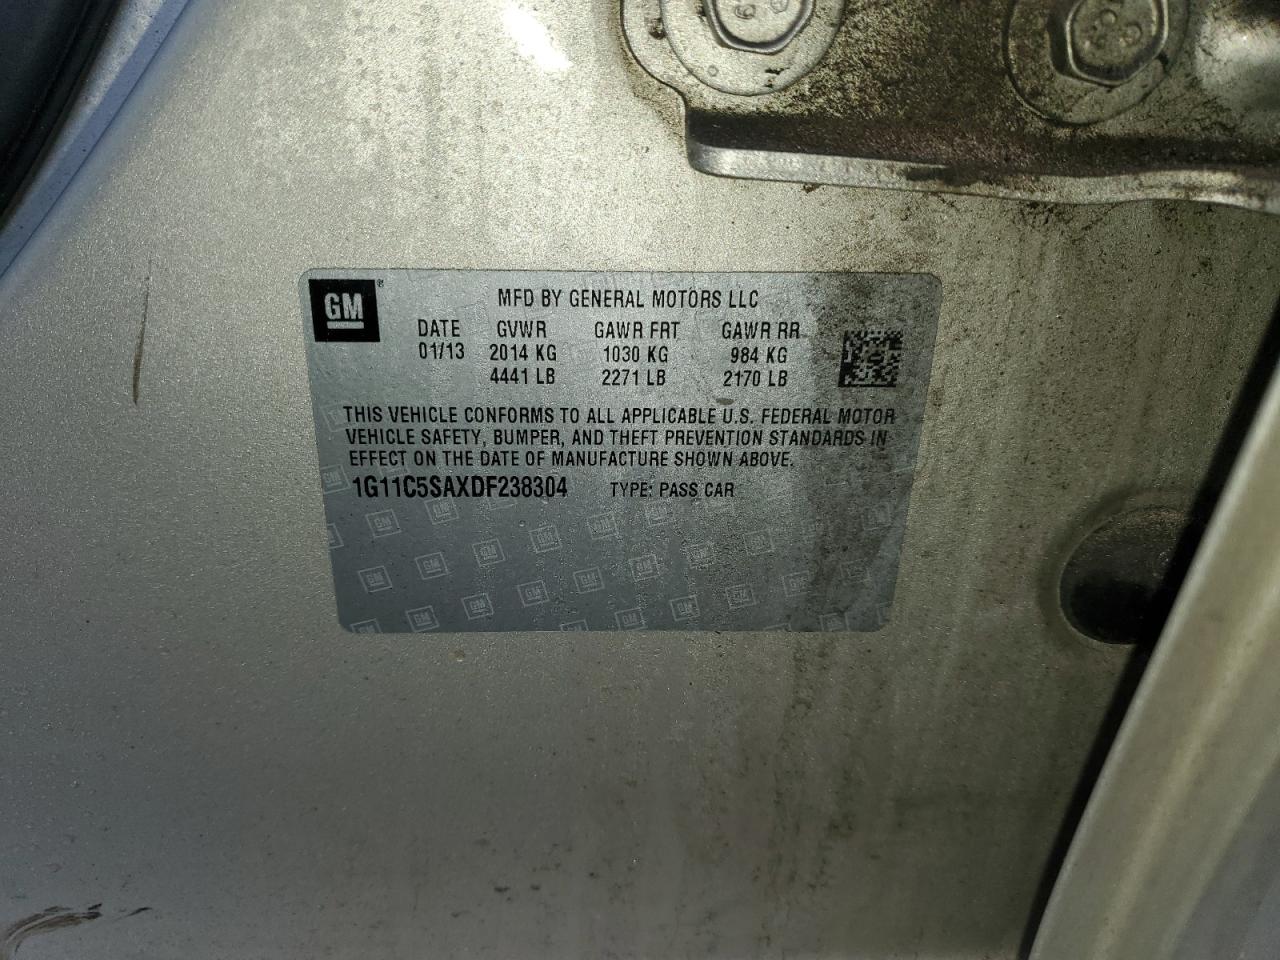 GM
MFD BY GENERAL MOTORS LLC
DATE GVWR GAWR FRT GAWR RR
01/13 2014 KG 1030 KG 984 KG
4441 LB 2271 LB 2170 LB
THIS VEHICLE CONFORMS TO ALL APPLICABLE U.S. FEDERAL MOTOR
VEHICLE SAFETY, BUMPER, AND THEFT PREVENTION STANDARDS IN
EFFECT ON THE DATE OF MANUFACTURE SHOWN ABOVE.
1G11C5SAXDF238304 TYPE: PASS CAR